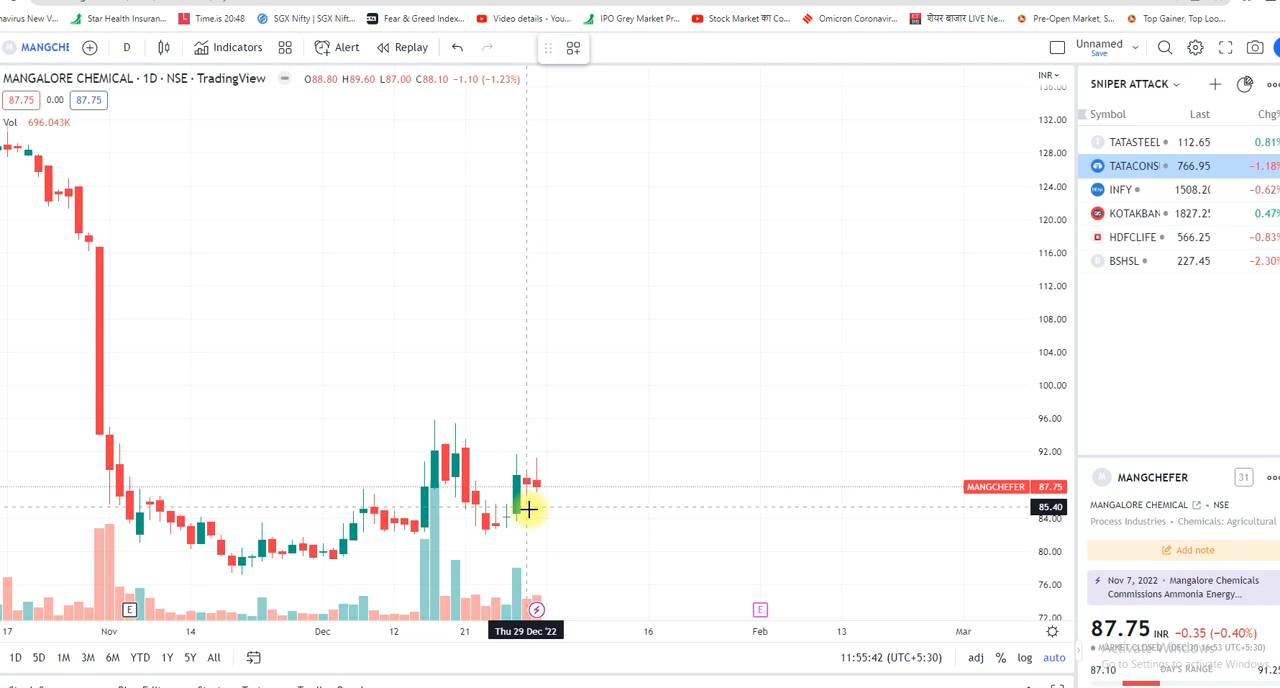 Star Health Insuran...
Time.is 20:48
SGX Nifty | SGX Nift...
Fear & Greed Index...
Video details - You...
IPO Grey Market Pr...
Stock Market का Co...
Omicron Coronavir...
शेयर बाजार LIVE Ne...
Pre-Open Market, S...
Top Gainer, Top Loo...
MANGCHE
D
Indicators
Alert
Replay
Unnamed
Save
MANGALORE CHEMICAL · 1D · NSE · TradingView
O88.80 H89.60 L87.00 C88.10 −1.10 (−1.23%)
INR
87.75 0.00 87.75
Vol 696.043K
136.00
132.00
128.00
124.00
120.00
116.00
112.00
108.00
104.00
100.00
96.00
92.00
MANGCHEFER 87.75
85.40
84.00
80.00
76.00
72.00
E
E
17 Nov 14 Dec 12 21 Thu 29 Dec '22 16 Feb 13 Mar
1D 5D 1M 3M 6M YTD 1Y 5Y All
11:55:42 (UTC+5:30)
adj % log auto
SNIPER ATTACK
Symbol Last Chg%
TATASTEEL 112.65 0.81%
TATACONS 766.95 −1.18%
INFY 1508.20 −0.62%
KOTAKBAN 1827.25 0.47%
HDFCLIFE 566.25 −0.83%
BSHSL 227.45 −2.30%
MANGCHEFER
31
MANGALORE CHEMICAL · NSE
Process Industries · Chemicals: Agricultural
Add note
Nov 7, 2022 · Mangalore Chemicals
Commissions Ammonia Energy...
87.75 INR −0.35 (−0.40%)
Activate Windows
Go to Settings to activate Windows.
87.10 DAY'S RANGE 91.25